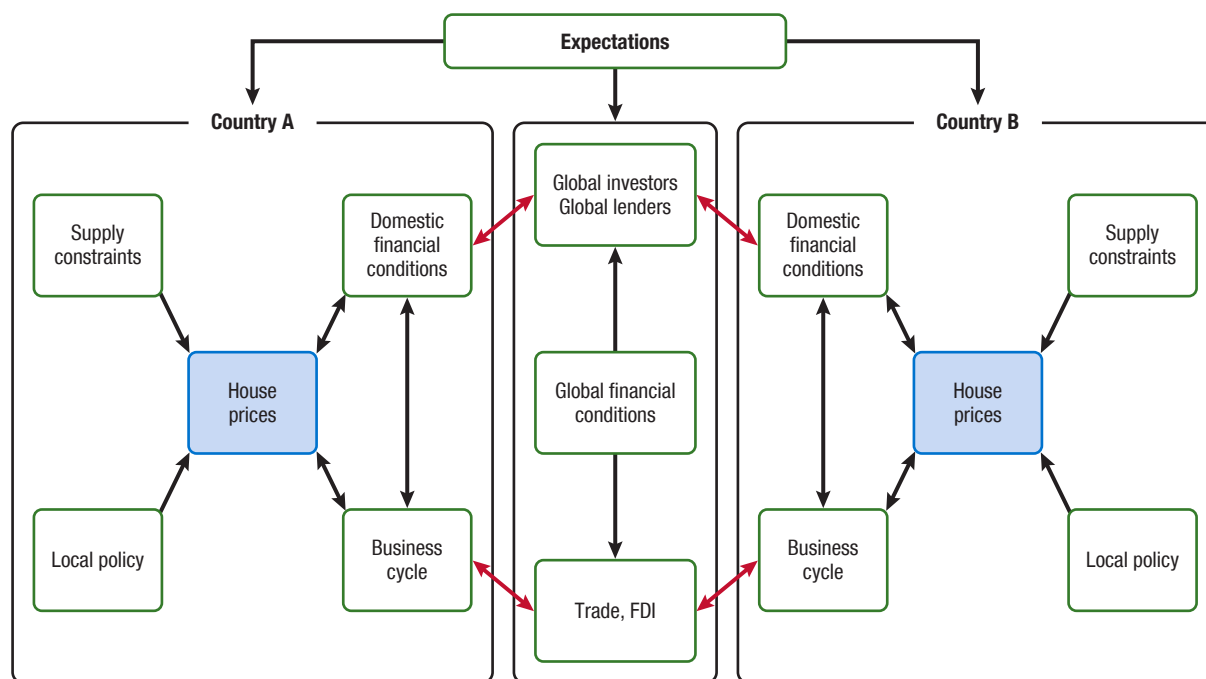 Expectations
Country A
Supply
constraints
Domestic
financial
conditions
House
prices
Local policy
Business
cycle
Global investors
Global lenders
Global financial
conditions
Trade, FDI
Country B
Domestic
financial
conditions
Supply
constraints
House
prices
Business
cycle
Local policy